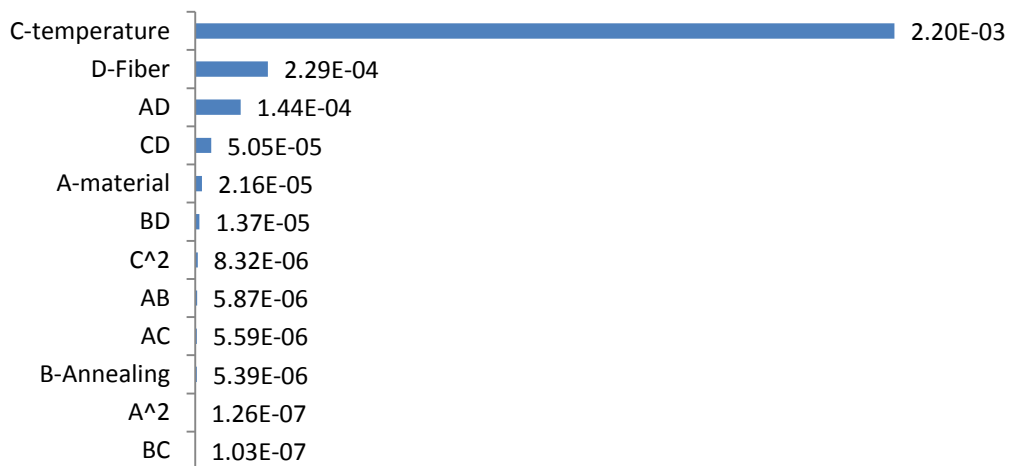 C-temperature 2.20E-03
D-Fiber 2.29E-04
AD 1.44E-04
CD 5.05E-05
A-material 2.16E-05
BD 1.37E-05
C^2 8.32E-06
AB 5.87E-06
AC 5.59E-06
B-Annealing 5.39E-06
A^2 1.26E-07
BC 1.03E-07